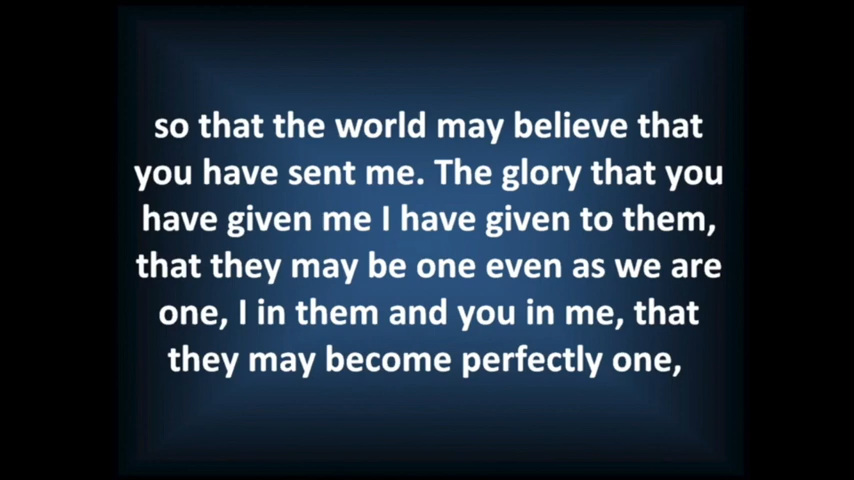 so that the world may believe that
you have sent me. The glory that you
have given me I have given to them,
that they may be one even as we are
one, I in them and you in me, that
they may become perfectly one,